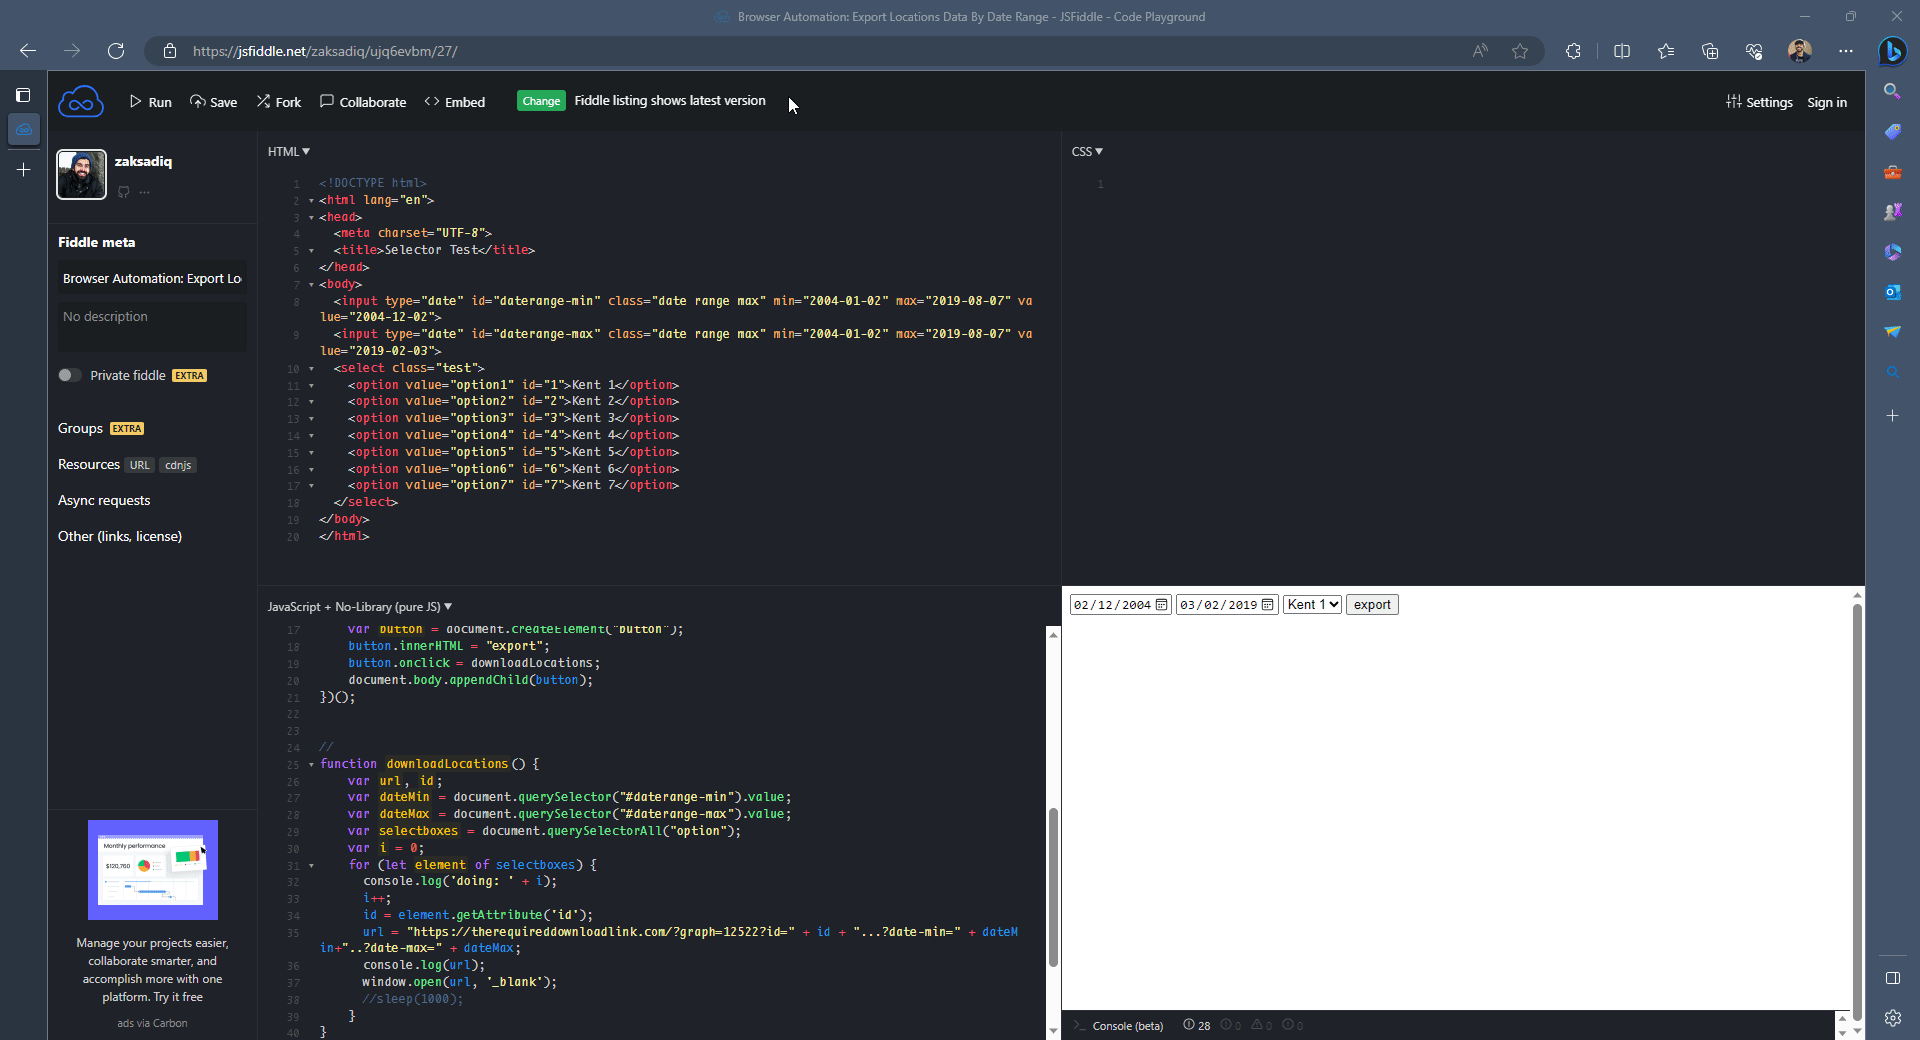 Browser Automation: Export Locations Data By Date Range - JSFiddle - Code Playground
https://jsfiddle.net/zaksadiq/ujq6evbm/27/
Run Save Fork Collaborate <> Embed Change Fiddle listing shows latest version Settings Sign in
zaksadiq
...
Fiddle meta
Browser Automation: Export Lo
No description
Private fiddle EXTRA
Groups EXTRA
Resources URL cdnjs
Async requests
Other (links, license)
Monthly performance
$120,760
Manage your projects easier,
collaborate smarter, and
accomplish more with one
platform. Try it free
ads via Carbon
HTML ▼
1 <!DOCTYPE html>
2 <html lang="en">
3 <head>
4 <meta charset="UTF-8">
5 <title>Selector Test</title>
6 </head>
7 <body>
8 <input type="date" id="daterange-min" class="date range max" min="2004-01-02" max="2019-08-07" va
lue="2004-12-02">
9 <input type="date" id="daterange-max" class="date range max" min="2004-01-02" max="2019-08-07" va
lue="2019-02-03">
10 <select class="test">
11 <option value="option1" id="1">Kent 1</option>
12 <option value="option2" id="2">Kent 2</option>
13 <option value="option3" id="3">Kent 3</option>
14 <option value="option4" id="4">Kent 4</option>
15 <option value="option5" id="5">Kent 5</option>
16 <option value="option6" id="6">Kent 6</option>
17 <option value="option7" id="7">Kent 7</option>
18 </select>
19 </body>
20 </html>
CSS ▼
1
JavaScript + No-Library (pure JS) ▼
17 var button = document.createElement("button");
18 button.innerHTML = "export";
19 button.onclick = downloadLocations;
20 document.body.appendChild(button);
21 })();
22
23
24 //
25 function downloadLocations() {
26 var url, id;
27 var dateMin = document.querySelector("#daterange-min").value;
28 var dateMax = document.querySelector("#daterange-max").value;
29 var selectboxes = document.querySelectorAll("option");
30 var i = 0;
31 for (let element of selectboxes) {
32 console.log('doing: ' + i);
33 i++;
34 id = element.getAttribute('id');
35 url = "https://therequireddownloadlink.com/?graph=12522?id=" + id + "...?date-min=" + dateM
in+"..?date-max=" + dateMax;
36 console.log(url);
37 window.open(url, '_blank');
38 //sleep(1000);
39 }
40 }
02/12/2004 03/02/2019 Kent 1 export
>_ Console (beta) 28 0 0 0